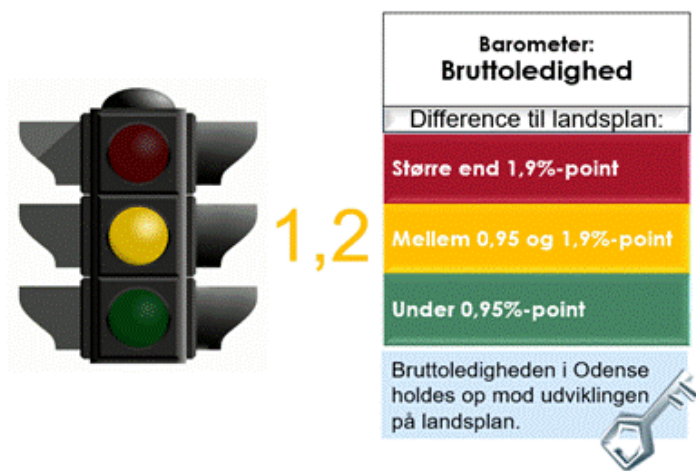 Barometer:
Bruttoledighed
Difference til landsplan:
Større end 1,9%-point
1,2
Mellem 0,95 og 1,9%-point
Under 0,95%-point
Bruttoledigheden i Odense
holdes op mod udviklingen
på landsplan.